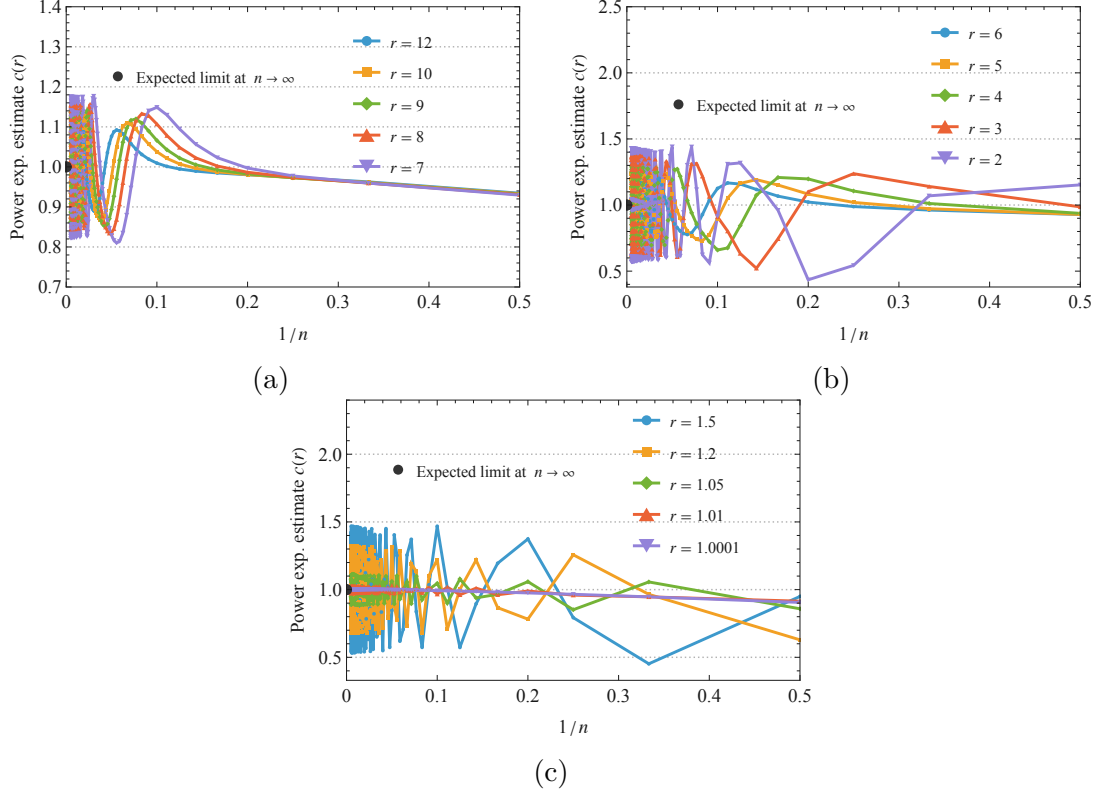 Power exp. estimate c(r)
1.4
1.3
1.2
1.1
1.0
0.9
0.8
0.7
r = 12
r = 10
r = 9
r = 8
r = 7
Expected limit at n → ∞
0 0.1 0.2 0.3 0.4 0.5
1/n
(a)
Power exp. estimate c(r)
2.5
2.0
1.5
1.0
0.5
r = 6
r = 5
r = 4
r = 3
r = 2
Expected limit at n → ∞
0 0.1 0.2 0.3 0.4 0.5
1/n
(b)
Power exp. estimate c(r)
2.0
1.5
1.0
0.5
r = 1.5
r = 1.2
r = 1.05
r = 1.01
r = 1.0001
Expected limit at n → ∞
0 0.1 0.2 0.3 0.4 0.5
1/n
(c)